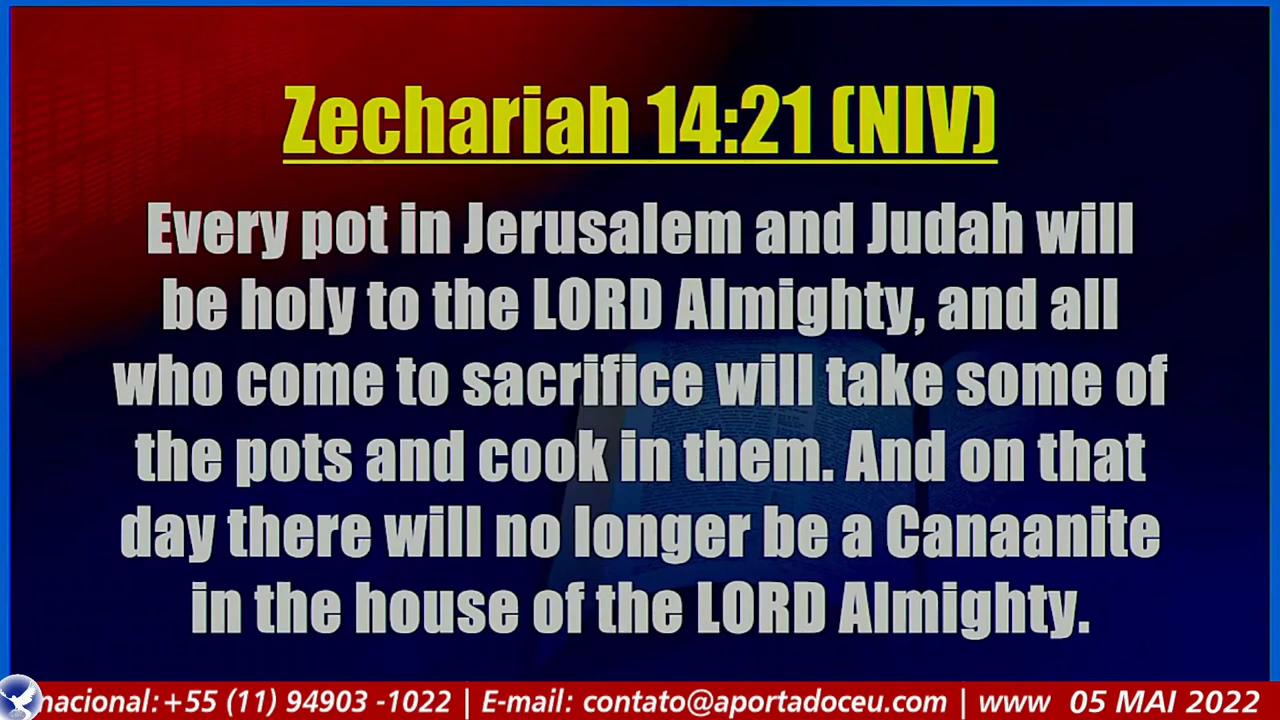 Zechariah 14:21 (NIV)
Every pot in Jerusalem and Judah will
be holy to the LORD Almighty, and all
who come to sacrifice will take some of
the pots and cook in them. And on that
day there will no longer be a Canaanite
in the house of the LORD Almighty.
nacional: +55 (11) 94903 -1022 | E-mail: contato@aportadoceu.com | www 05 MAI 2022